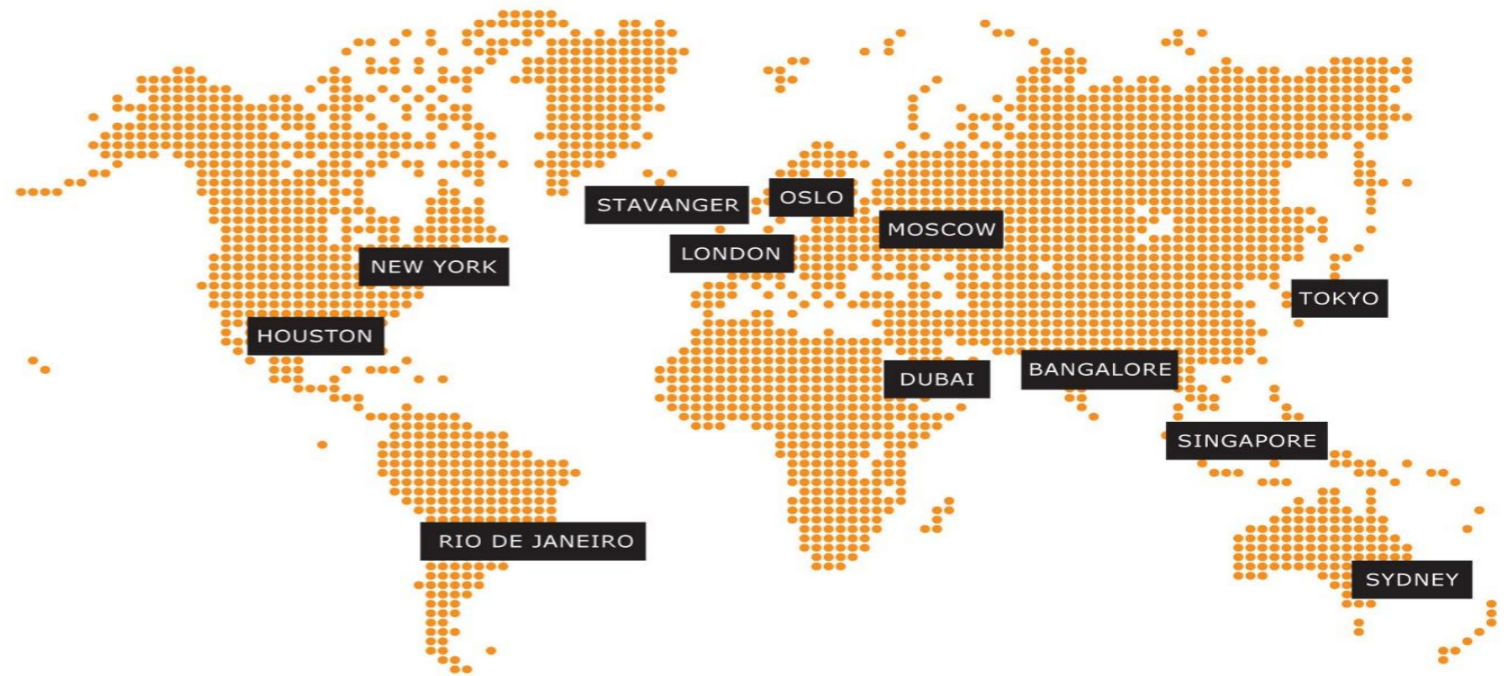 OSLO
STAVANGER
MOSCOW
LONDON
NEW YORK
TOKYO
HOUSTON
BANGALORE
DUBAI
SINGAPORE
RIO DE JANEIRO
SYDNEY